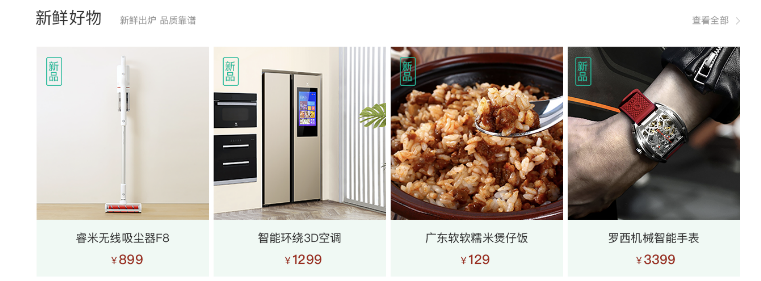 新鲜好物 新鲜出炉 品质靠谱 查看全部
新品
新品
新品
新品
睿米无线吸尘器F8
¥899
智能环绕3D空调
¥1299
广东软软糯米煲仔饭
¥129
罗西机械智能手表
¥3399